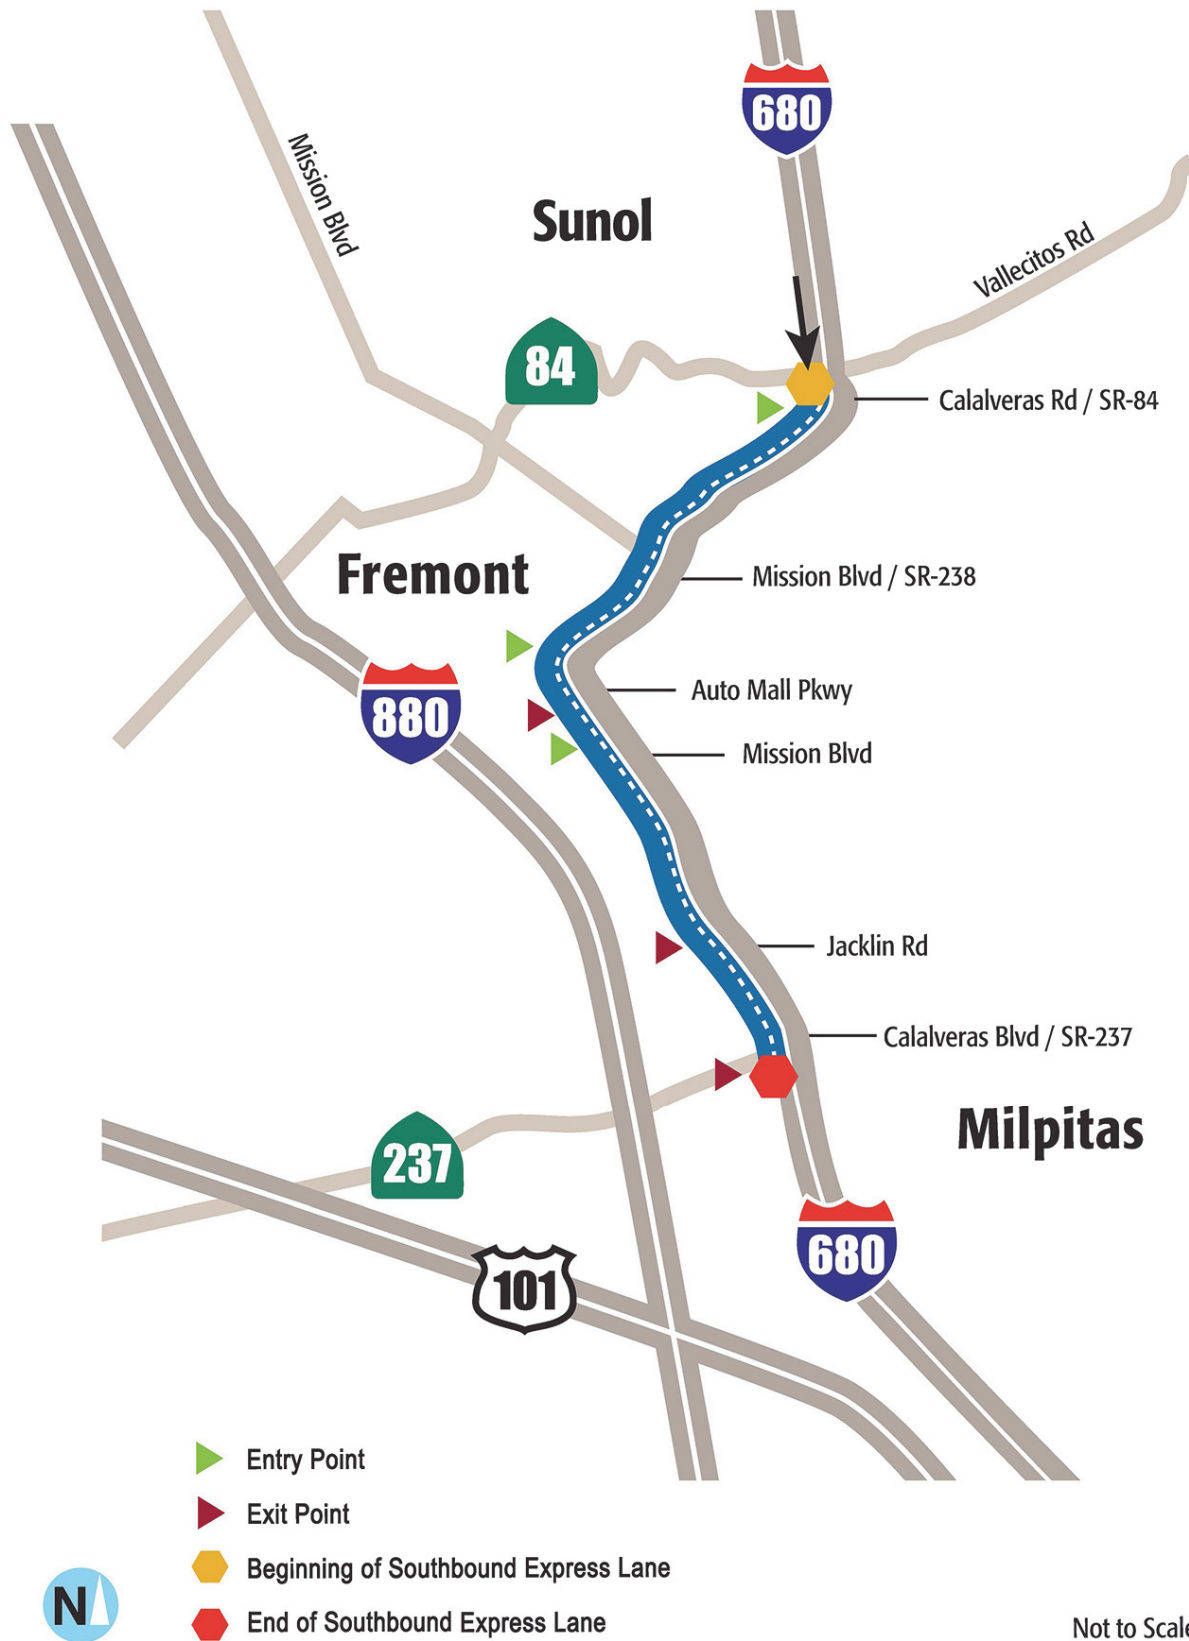 680
Mission Blvd
Sunol
Vallecitos Rd
84
Calalveras Rd / SR-84
Fremont
Mission Blvd / SR-238
Auto Mall Pkwy
880
Mission Blvd
Jacklin Rd
Calalveras Blvd / SR-237
Milpitas
237
680
101
Entry Point
Exit Point
Beginning of Southbound Express Lane
N
End of Southbound Express Lane
Not to Scale